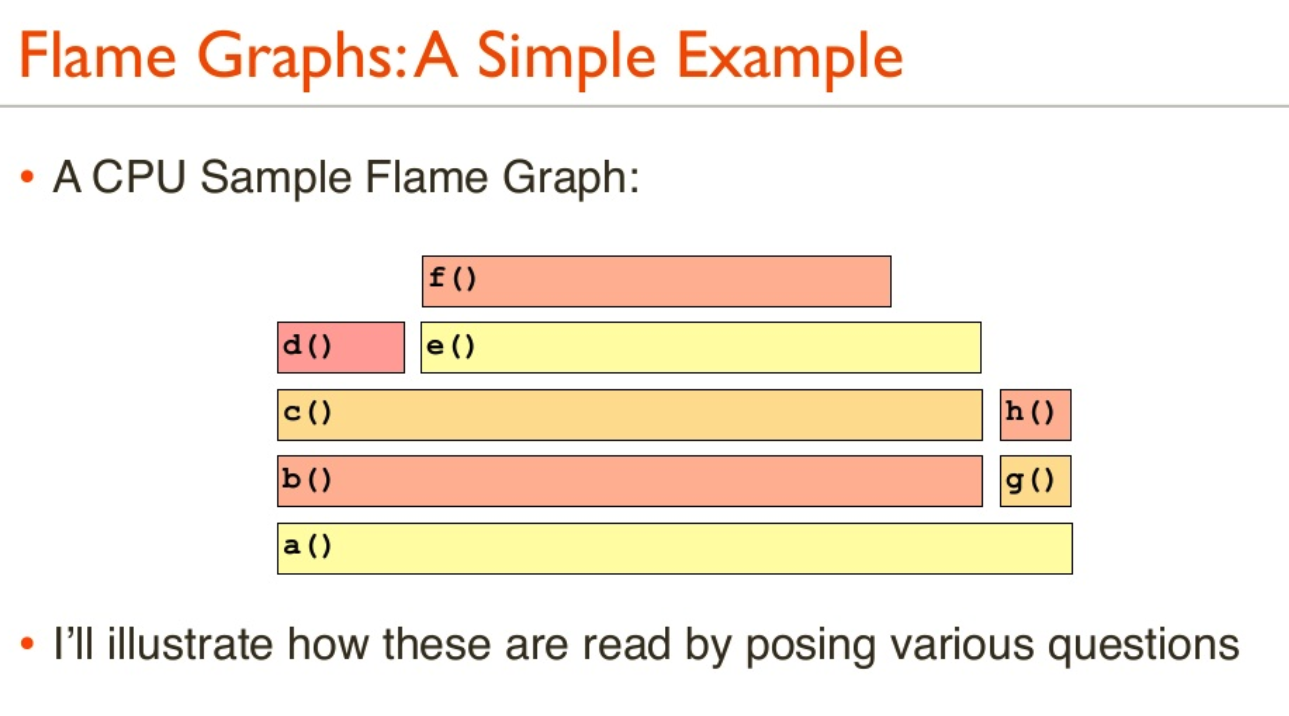 Flame Graphs: A Simple Example
• A CPU Sample Flame Graph:
f()
d() e()
c() h()
b() g()
a()
• I’ll illustrate how these are read by posing various questions